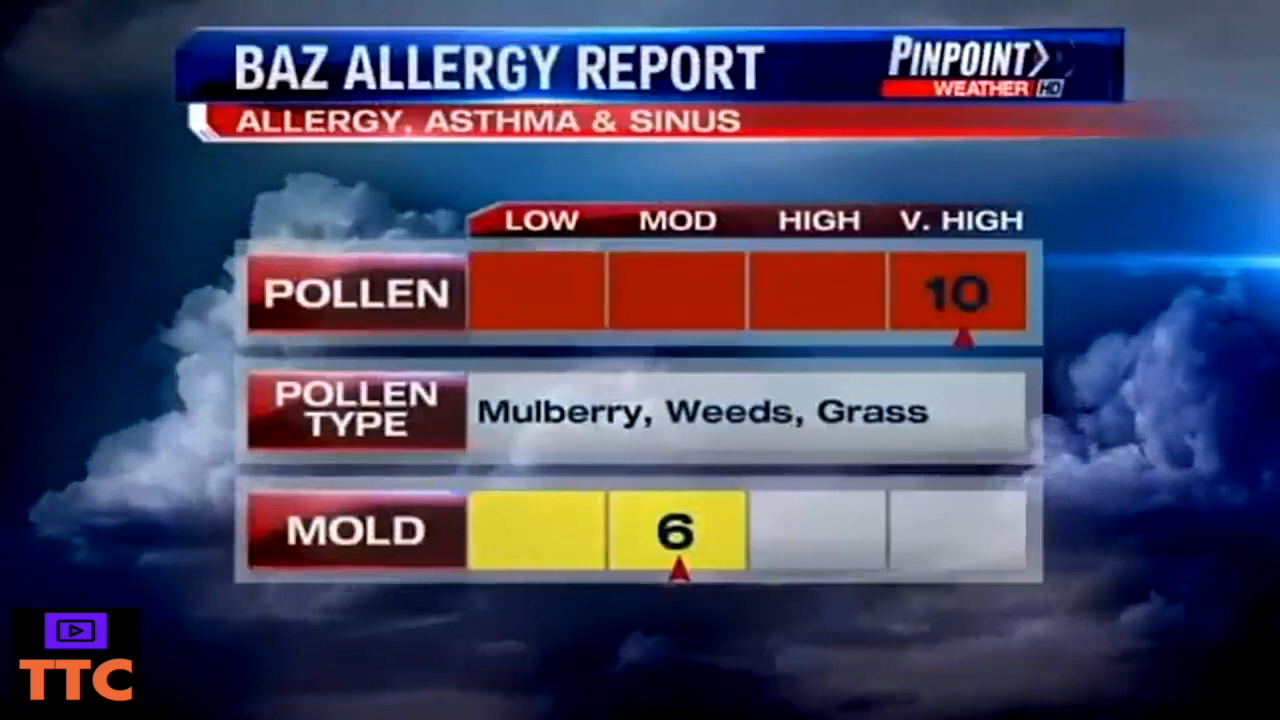 BAZ ALLERGY REPORT
PINPOINT
WEATHER HD
ALLERGY, ASTHMA & SINUS
LOW MOD HIGH V. HIGH
POLLEN 10
POLLEN TYPE Mulberry, Weeds, Grass
MOLD 6
TTC